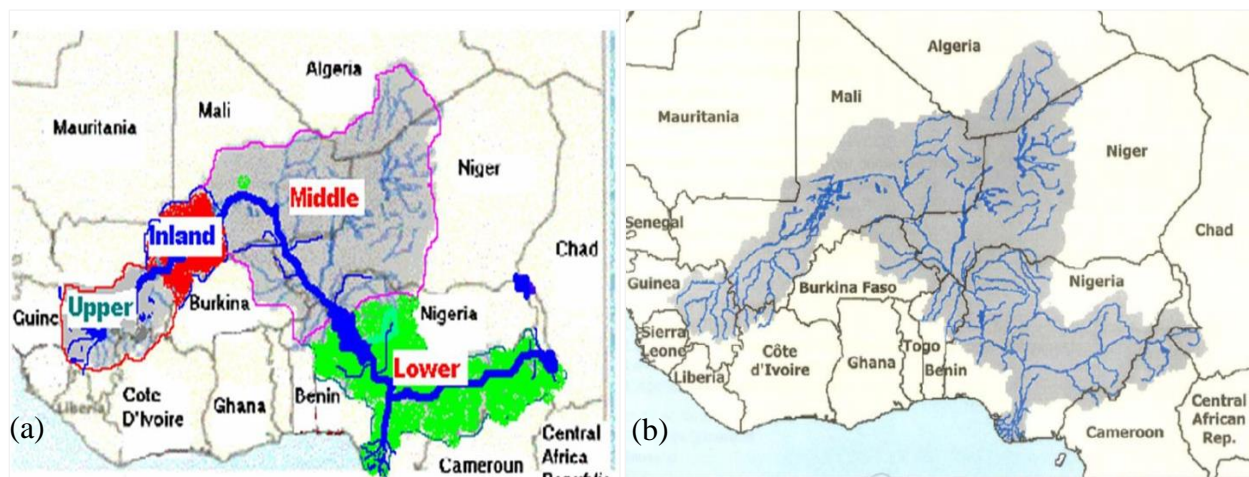 Algeria
Mali
Mauritania
Niger
Middle
Inland
Chad
Upper
Guinc
Burkina
Nigeria
Lower
Liberia
Cote
D'Ivoire
Ghana
Benin
(a)
Cameroun
Central
Africa
Algeria
Mali
Mauritania
Niger
Senegal
Chad
Guinea
Burkina Faso
Nigeria
Sierra
Leone
Liberia
Côte
d'Ivoire
Ghana
Togo
Benin
(b)
Cameroon
Central
African
Rep.